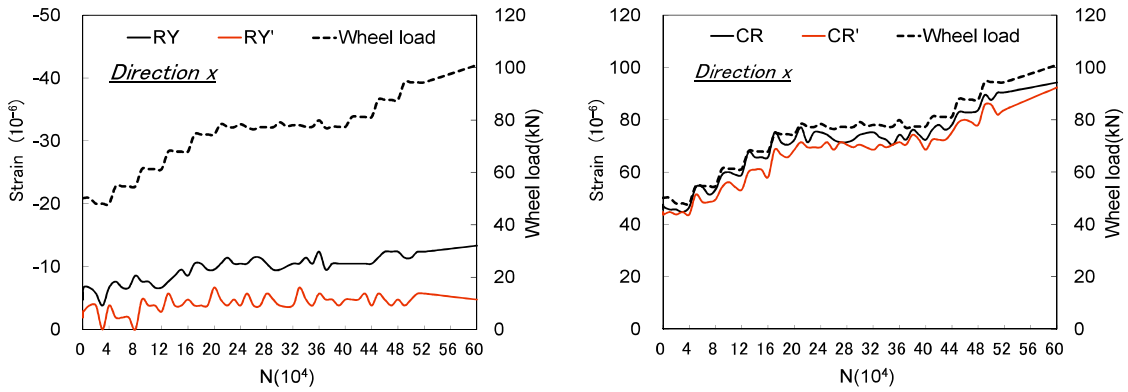 -50 120 120 120
RY RY' Wheel load CR CR' Wheel load
Direction x Direction x
-40 100 100 100
-30 80 80 80
60 60 60
-20 40 40 40
-10 20 20 20
0 0 0 0
Strain (10⁻⁶) Wheel load(kN) Strain (10⁻⁶) Wheel load(kN)
0 4 8 12 16 20 24 28 32 36 40 44 48 52 56 60 0 4 8 12 16 20 24 28 32 36 40 44 48 52 56 60
N(10⁴) N(10⁴)